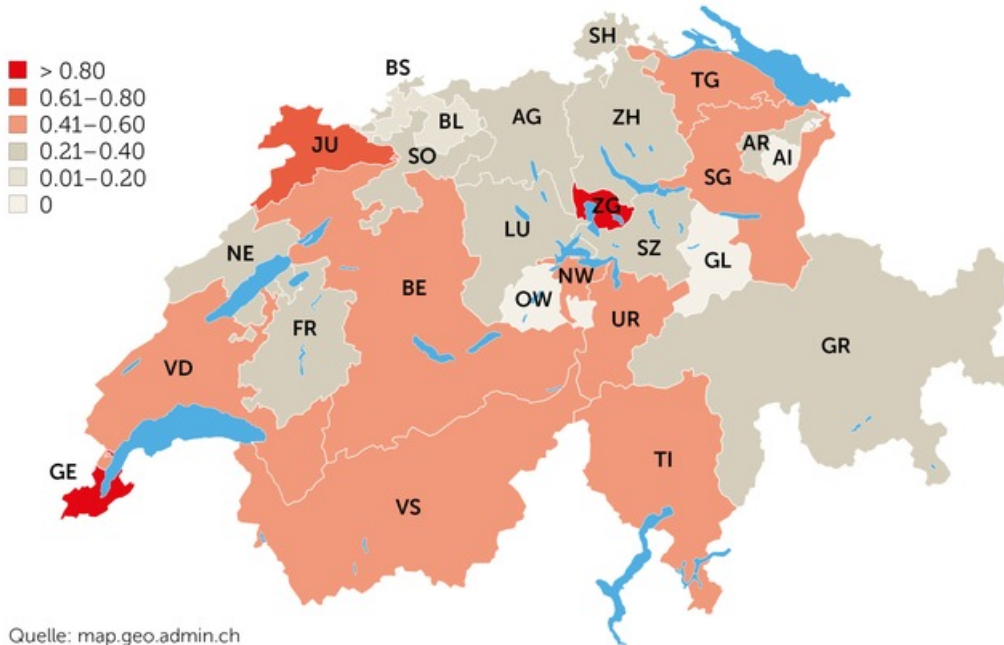 > 0.80
0.61–0.80
0.41–0.60
0.21–0.40
0.01–0.20
0
SH
BS
TG
BL
AG
ZH
JU
SO
AR
AI
SG
ZG
LU
SZ
NE
GL
NW
BE
OW
UR
FR
GR
VD
TI
GE
VS
Quelle: map.geo.admin.ch